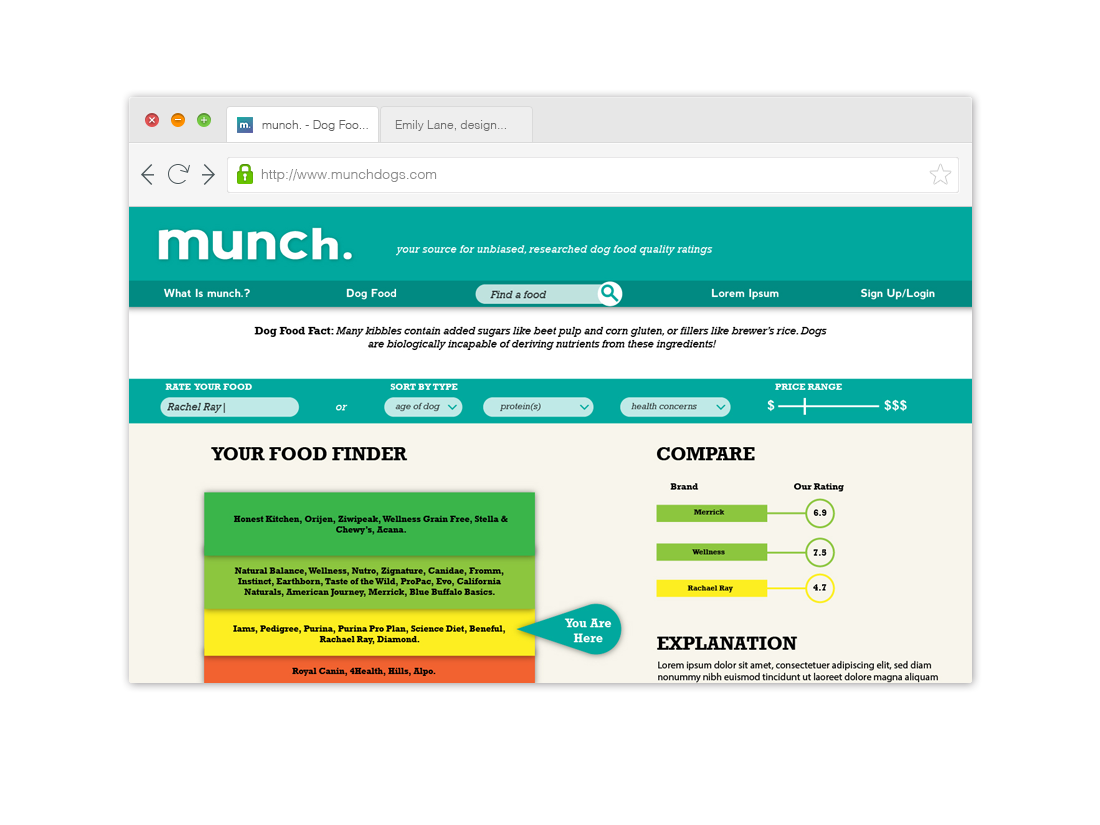 m. munch. - Dog Foo...
Emily Lane, design...
http://www.munchdogs.com
munch.
your source for unbiased, researched dog food quality ratings
What Is munch.?
Dog Food
Find a food
Lorem Ipsum
Sign Up/Login
Dog Food Fact: Many kibbles contain added sugars like beet pulp and corn gluten, or fillers like brewer's rice. Dogs
are biologically incapable of deriving nutrients from these ingredients!
RATE YOUR FOOD
SORT BY TYPE
PRICE RANGE
Rachel Ray|
or
age of dog
protein(s)
health concerns
$
$$$
YOUR FOOD FINDER
Honest Kitchen, Orijen, Ziwipeak, Wellness Grain Free, Stella &
Chewy's, Acana.
Natural Balance, Wellness, Nutro, Zignature, Canidae, Fromm,
Instinct, Earthborn, Taste of the Wild, ProPac, Evo, California
Naturals, American Journey, Merrick, Blue Buffalo Basics.
Iams, Pedigree, Purina, Purina Pro Plan, Science Diet, Beneful,
Rachael Ray, Diamond.
You Are
Here
Royal Canin, 4Health, Hills, Alpo.
COMPARE
Brand
Our Rating
Merrick
6.9
Wellness
7.5
Rachael Ray
4.7
EXPLANATION
Lorem ipsum dolor sit amet, consectetuer adipiscing elit, sed diam
nonummy nibh euismod tincidunt ut laoreet dolore magna aliquam